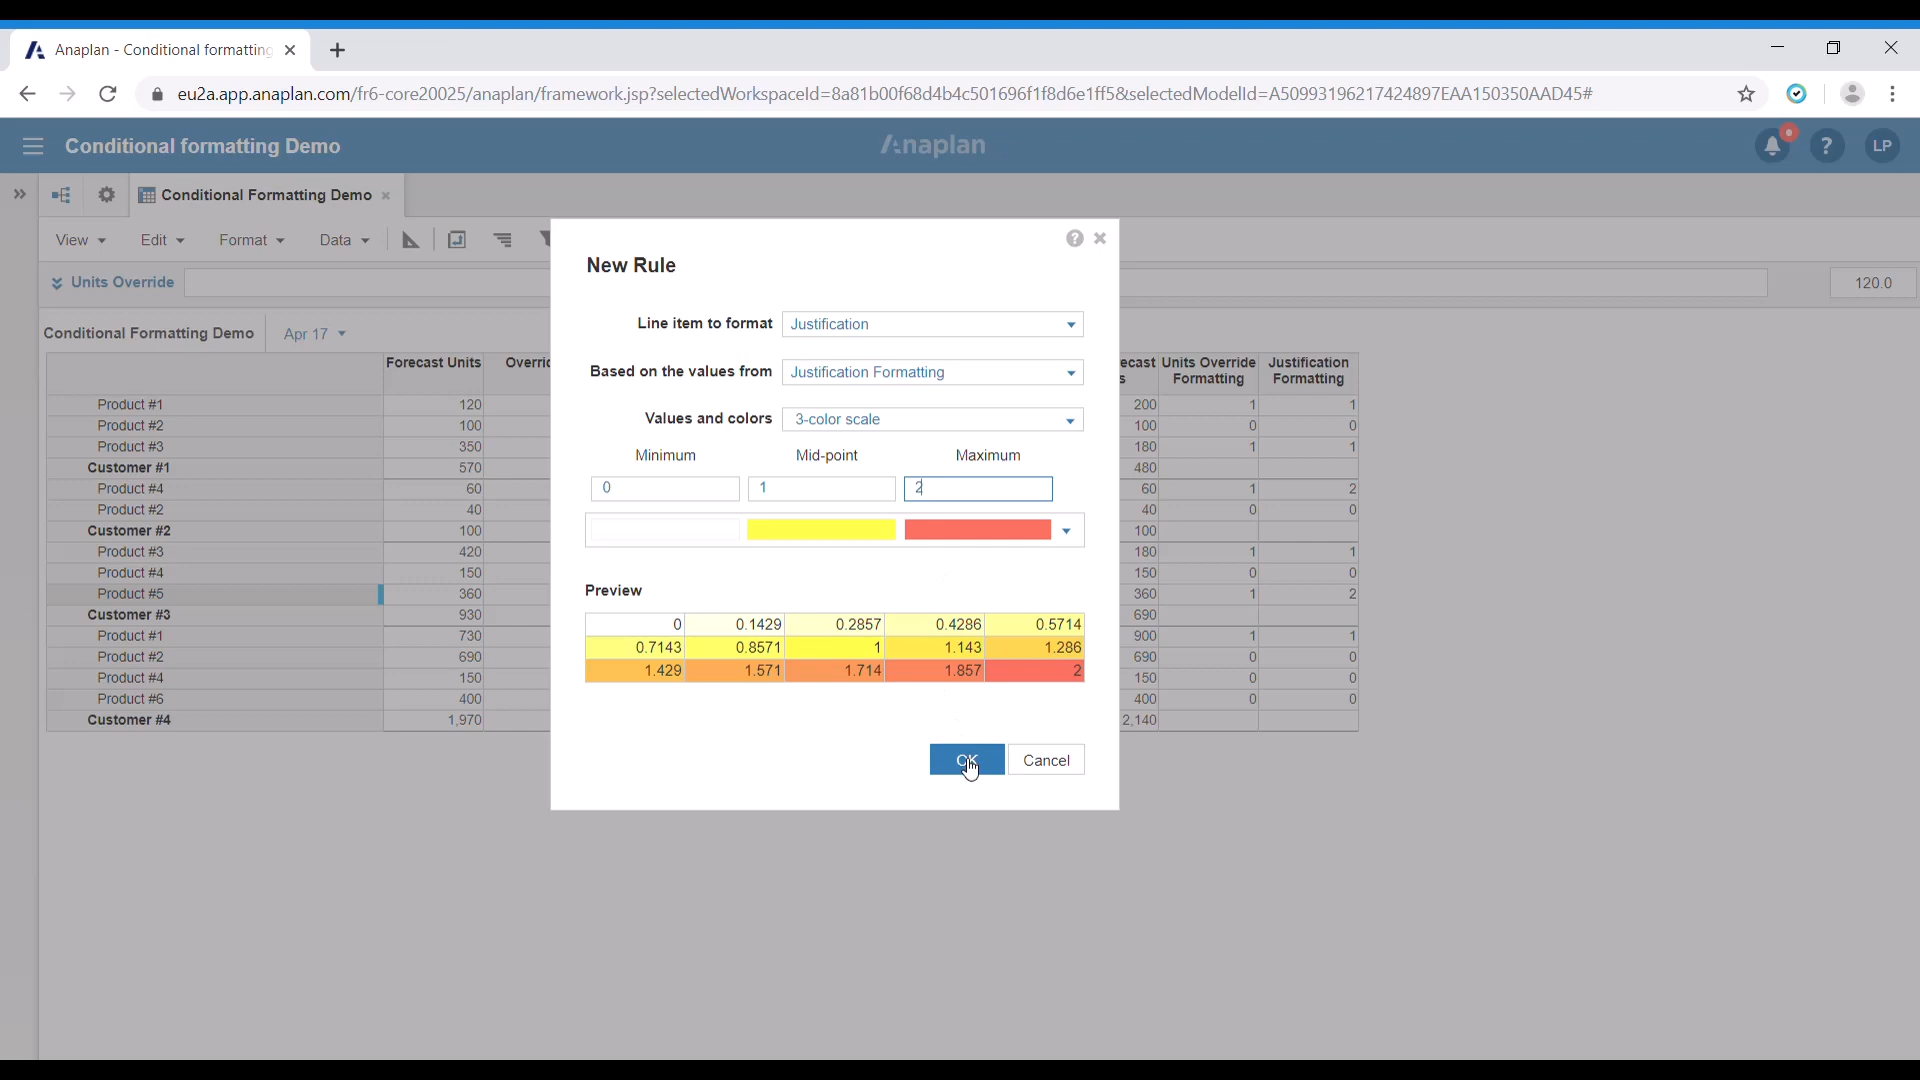 Anaplan - Conditional formatting
eu2a.app.anaplan.com/fr6-core20025/anaplan/framework.jsp?selectedWorkspaceId=8a81b00f68d4b4c501696f1f8d6e1ff5&selectedModelId=A50993196217424897EAA150350AAD45#
Conditional formatting Demo
Anaplan
? LP
Conditional Formatting Demo
View Edit Format Data
Units Override 120.0
Conditional Formatting Demo Apr 17
Forecast Units Overri ecast Units Override Justification
s Formatting Formatting
Product #1 120 200 1 1
Product #2 100 100 0 0
Product #3 350 180 1 1
Customer #1 570 480
Product #4 60 60 1 2
Product #2 40 40 0 0
Customer #2 100 100
Product #3 420 180 1 1
Product #4 150 150 0 0
Product #5 360 360 1 2
Customer #3 930 690
Product #1 730 900 1 1
Product #2 690 690 0 0
Product #4 150 150 0 0
Product #6 400 400 0 0
Customer #4 1,970 2,140
New Rule
Line item to format Justification
Based on the values from Justification Formatting
Values and colors 3-color scale
Minimum Mid-point Maximum
0 1 2
Preview
0 0.1429 0.2857 0.4286 0.5714
0.7143 0.8571 1 1.143 1.286
1.429 1.571 1.714 1.857 2
OK Cancel